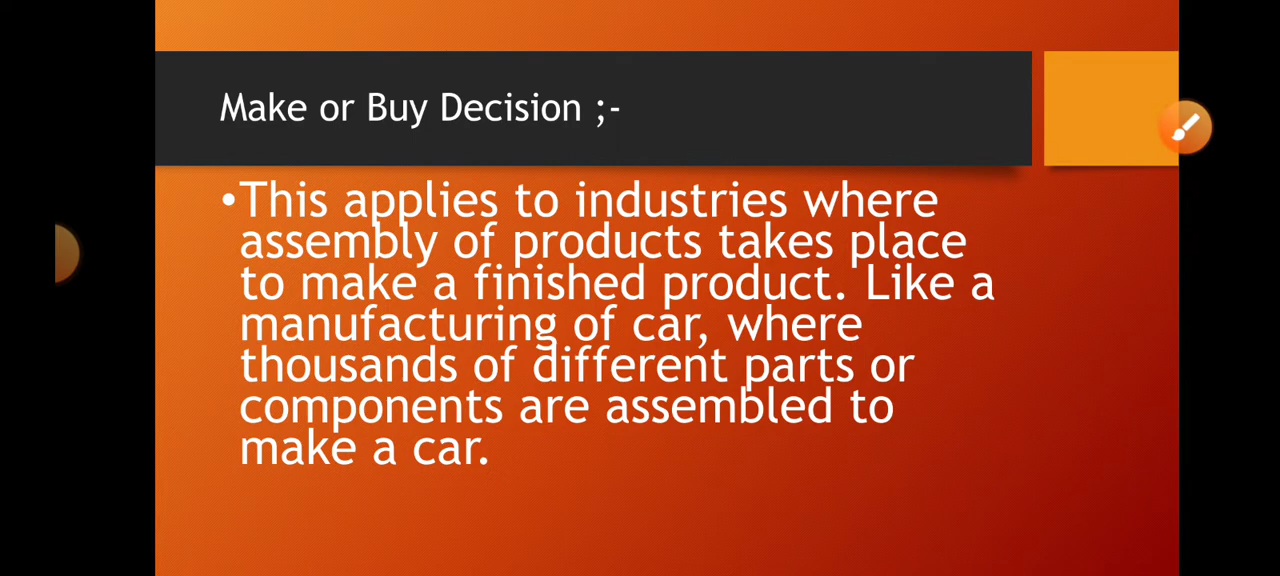 Make or Buy Decision ;-
•This applies to industries where
assembly of products takes place
to make a finished product. Like a
manufacturing of car, where
thousands of different parts or
components are assembled to
make a car.